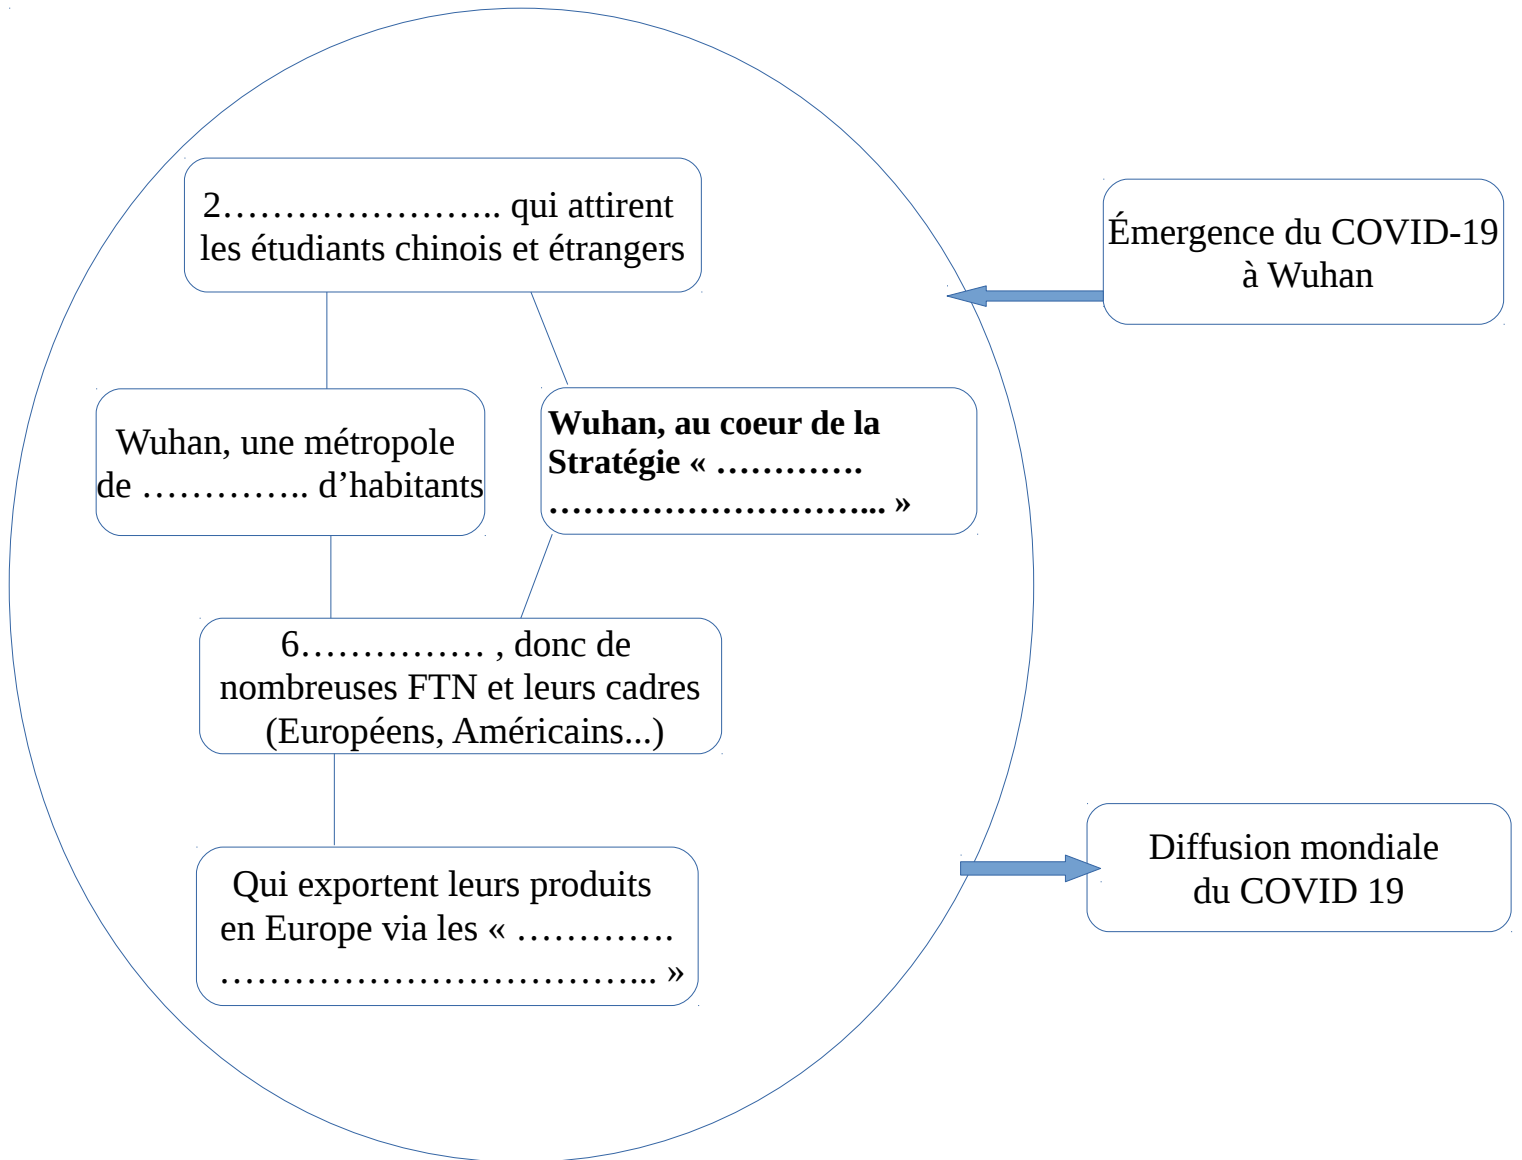 2………………….. qui attirent
les étudiants chinois et étrangers
Émergence du COVID-19
à Wuhan
Wuhan, une métropole
de ………….. d’habitants
Wuhan, au coeur de la
Stratégie « ………….
…………………………... »
6…………… , donc de
nombreuses FTN et leurs cadres
(Européens, Américains...)
Qui exportent leurs produits
en Europe via les « ………….
……………………………... »
Diffusion mondiale
du COVID 19